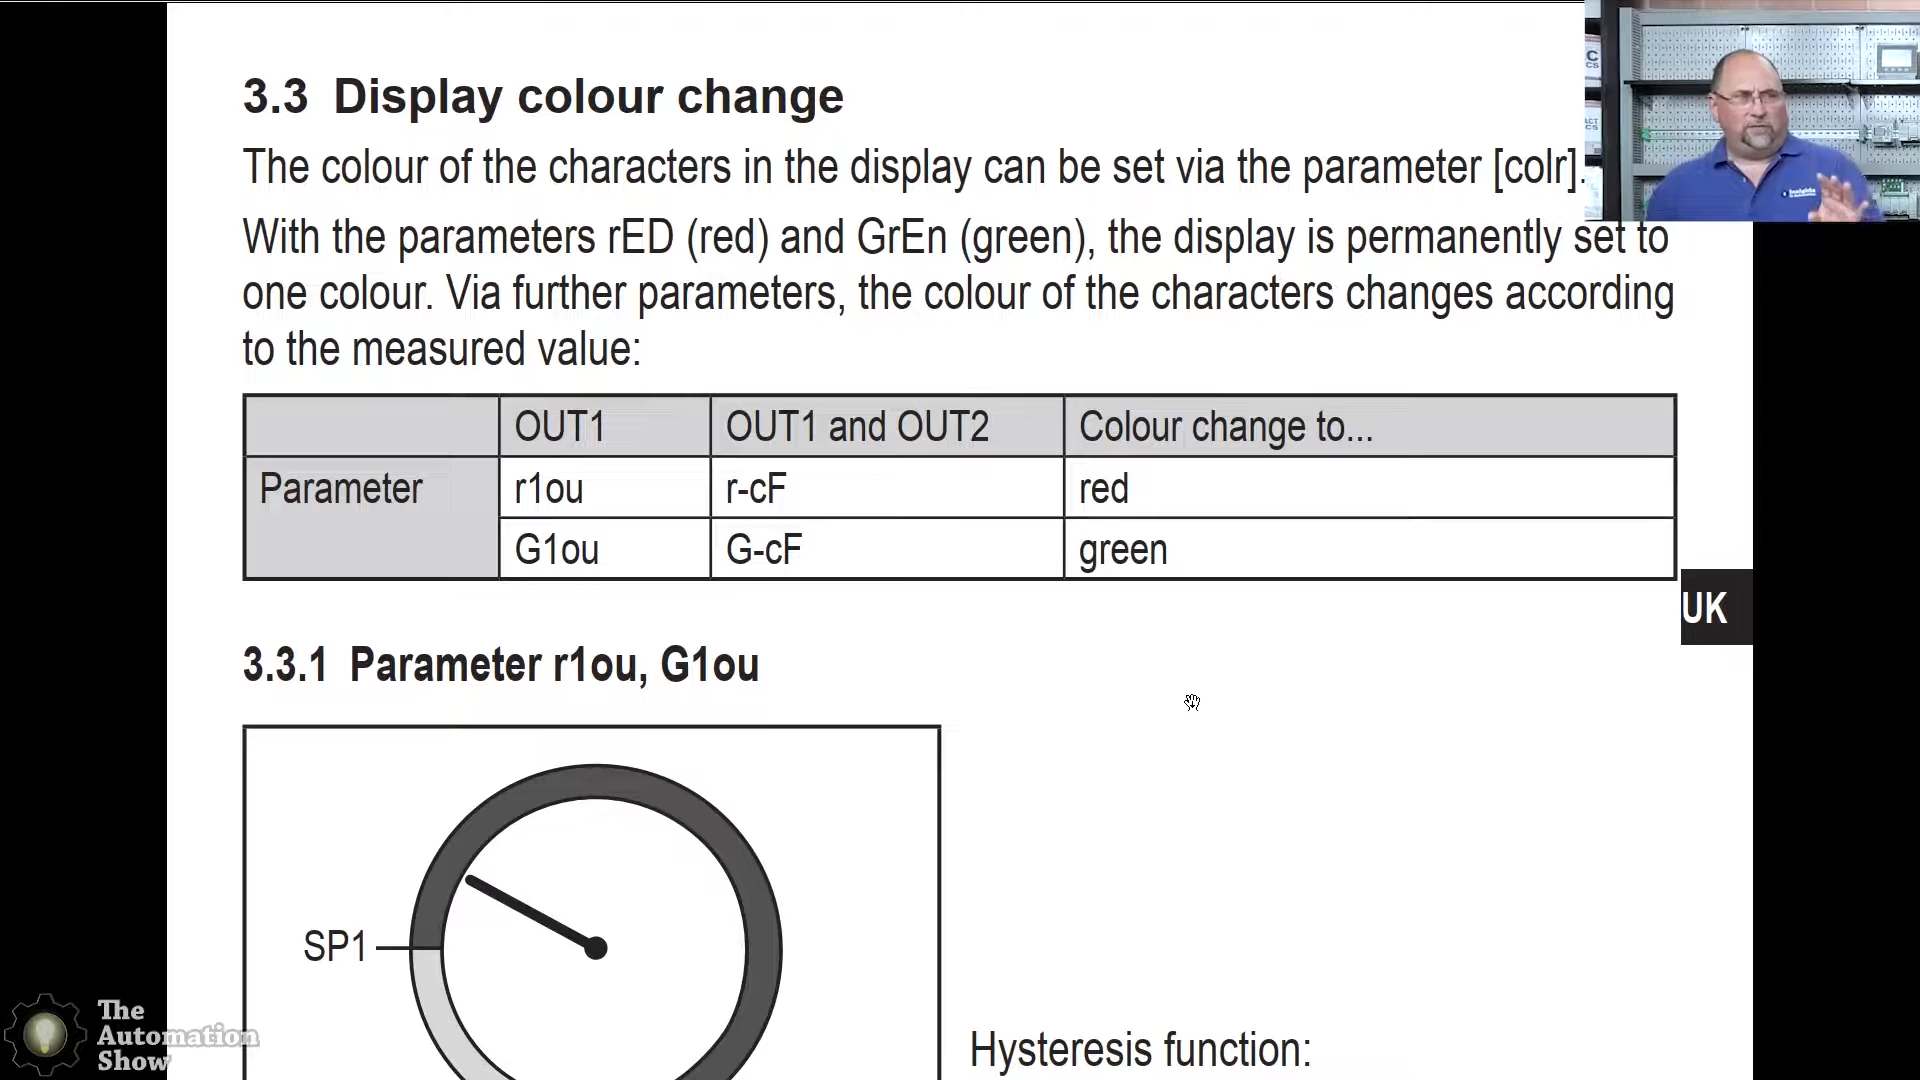 3.3 Display colour change
The colour of the characters in the display can be set via the parameter [colr].
With the parameters rED (red) and GrEn (green), the display is permanently set to
one colour. Via further parameters, the colour of the characters changes according
to the measured value:
OUT1 OUT1 and OUT2 Colour change to...
Parameter r1ou r-cF red
G1ou G-cF green
UK
3.3.1 Parameter r1ou, G1ou
SP1
Hysteresis function:
The
Automation
Show